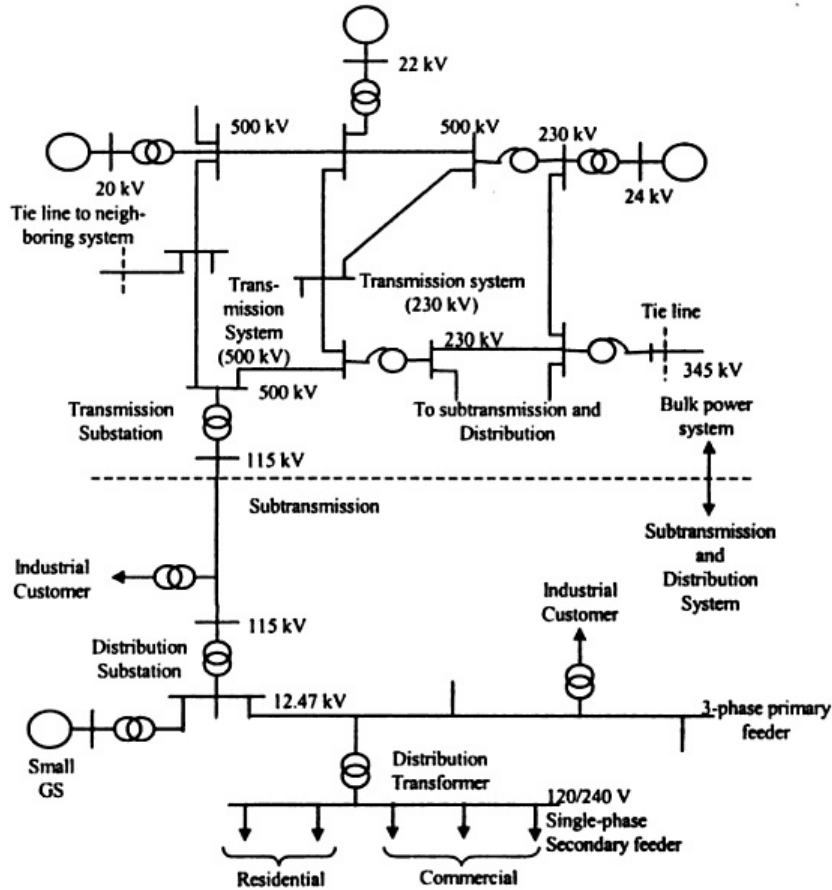 22 kV
500 kV
500 kV
230 kV
20 kV
24 kV
Tie line to neigh-
boring system
Trans-
mission
System
(500 kV)
Transmission system
(230 kV)
Tie line
230 kV
345 kV
500 kV
Transmission
Substation
To subtransmission and
Distribution
Bulk power
system
115 kV
Subtransmission
Subtransmission
and
Distribution
System
Industrial
Customer
Industrial
Customer
115 kV
Distribution
Substation
12.47 kV
3-phase primary
feeder
Small
GS
Distribution
Transformer
120/240 V
Single-phase
Secondary feeder
Residential
Commercial